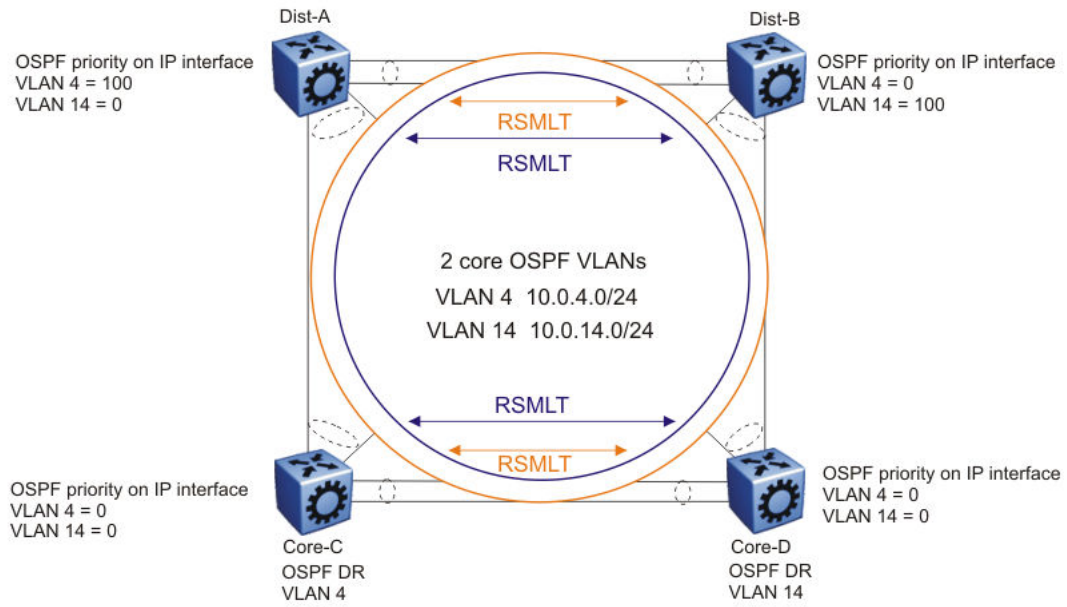 Dist-A
OSPF priority on IP interface
VLAN 4 = 100
VLAN 14 = 0
Dist-B
OSPF priority on IP interface
VLAN 4 = 0
VLAN 14 = 100
RSMLT
RSMLT
2 core OSPF VLANs
VLAN 4 10.0.4.0/24
VLAN 14 10.0.14.0/24
RSMLT
RSMLT
OSPF priority on IP interface
VLAN 4 = 0
VLAN 14 = 0
Core-C
OSPF DR
VLAN 4
OSPF priority on IP interface
VLAN 4 = 0
VLAN 14 = 0
Core-D
OSPF DR
VLAN 14